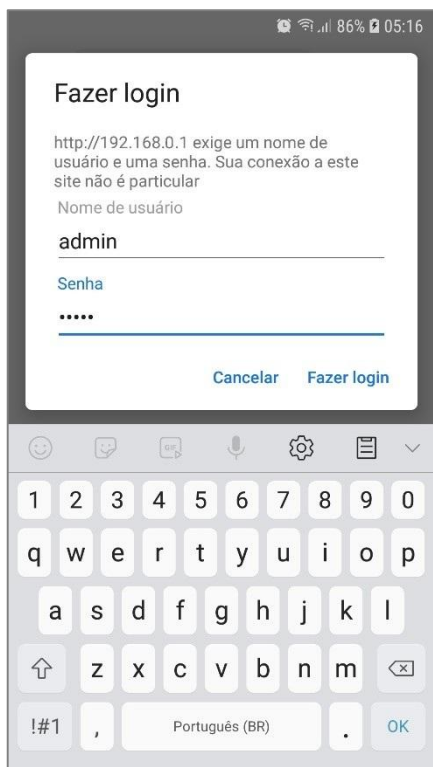 86% 05:16
Fazer login
http://192.168.0.1 exige um nome de
usuário e uma senha. Sua conexão a este
site não é particular
Nome de usuário
admin
Senha
•••••
Cancelar Fazer login
GIF
1 2 3 4 5 6 7 8 9 0
q w e r t y u i o p
a s d f g h j k l
z x c v b n m
!#1 , Português (BR) . OK